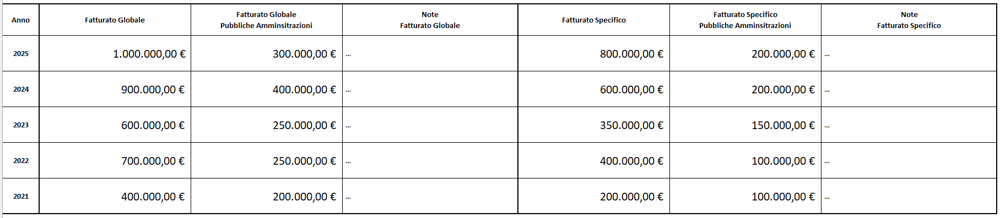 Anno Fatturato Globale Fatturato Globale Pubbliche Amminsitrazioni Note Fatturato Globale Fatturato Specifico Fatturato Specifico Pubbliche Amminsitrazioni Note Fatturato Specifico
2025 1.000.000,00 € 300.000,00 € ... 800.000,00 € 200.000,00 € ...
2024 900.000,00 € 400.000,00 € ... 600.000,00 € 200.000,00 € ...
2023 600.000,00 € 250.000,00 € ... 350.000,00 € 150.000,00 € ...
2022 700.000,00 € 250.000,00 € ... 400.000,00 € 100.000,00 € ...
2021 400.000,00 € 200.000,00 € ... 200.000,00 € 100.000,00 € ...